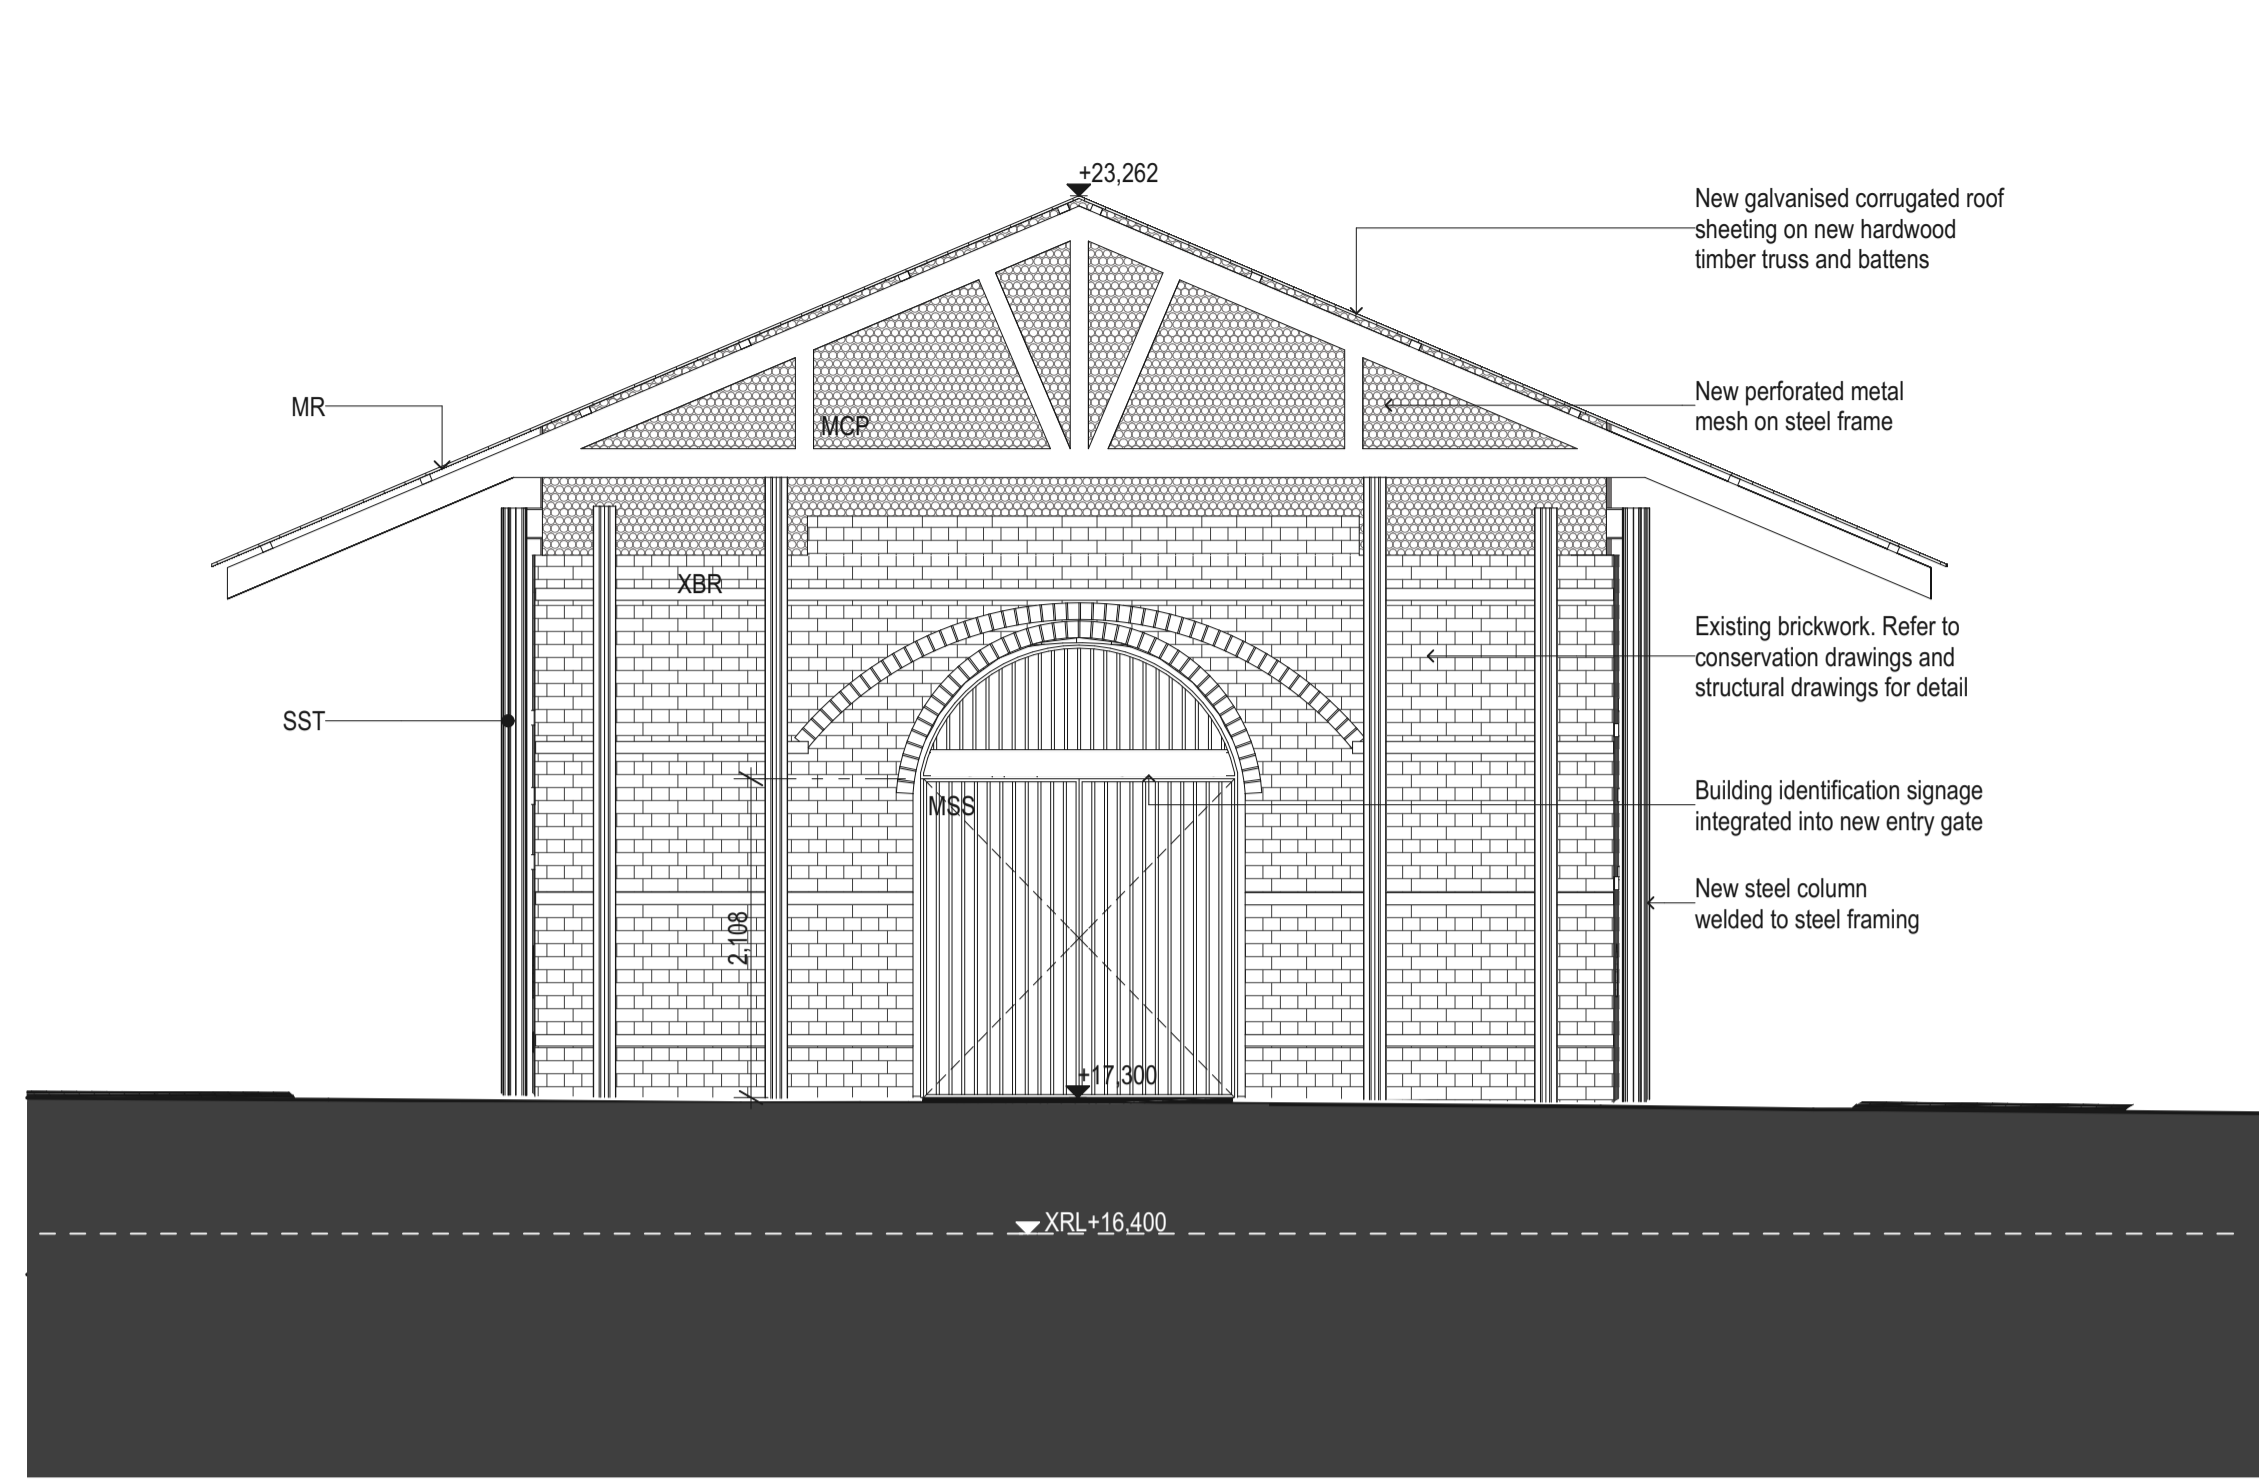 +23,262
New galvanised corrugated roof
sheeting on new hardwood
timber truss and battens
MR
New perforated metal
mesh on steel frame
MCP
XBR
Existing brickwork. Refer to
conservation drawings and
structural drawings for detail
SST
MSS
Building identification signage
integrated into new entry gate
New steel column
welded to steel framing
2,108
+17,300
XRL+16,400